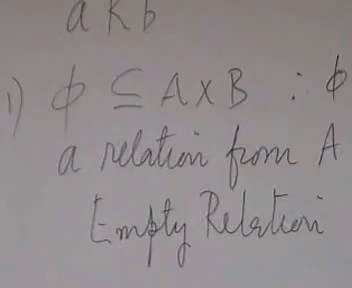 a R b
1) φ ⊆ A x B : φ
a relation from A
Empty Relation